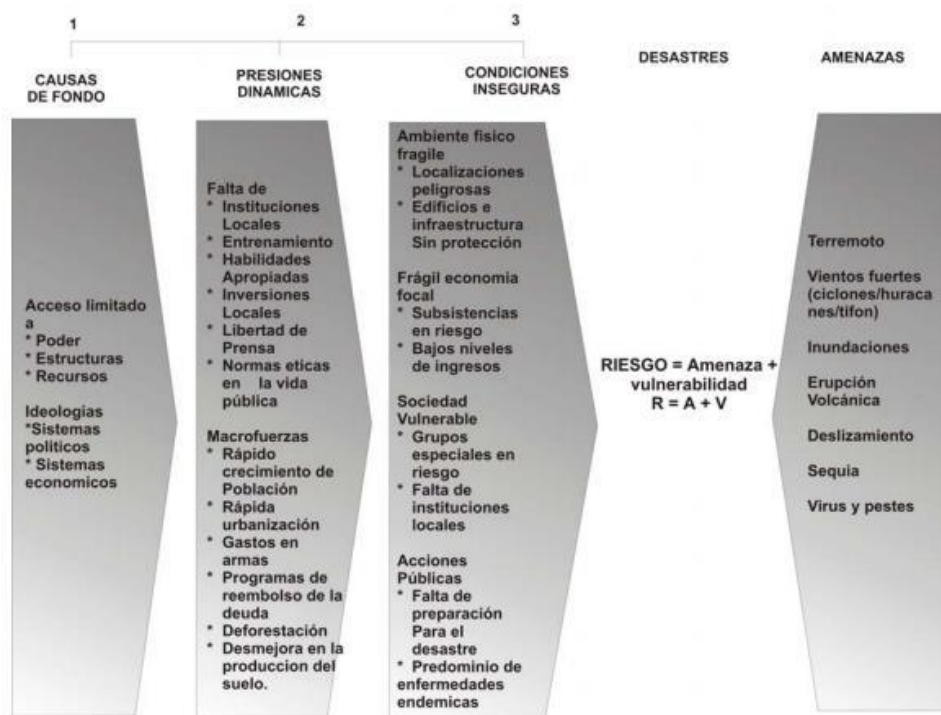 1
2
3
CAUSAS
DE FONDO
PRESIONES
DINAMICAS
CONDICIONES
INSEGURAS
DESASTRES
AMENAZAS
Acceso limitado
a
* Poder
* Estructuras
* Recursos
Ideologias
*Sistemas
politicos
* Sistemas
economicos
Falta de
* Instituciones
Locales
* Entrenamiento
* Habilidades
Apropiadas
* Inversiones
Locales
* Libertad de
Prensa
* Normas eticas
en la vida
pública
Macrofuerzas
* Rápido
crecimiento de
Población
* Rápida
urbanización
* Gastos en
armas
* Programas de
reembolso de la
deuda
* Deforestación
* Desmejora en la
produccion del
suelo.
Ambiente fisico
fragile
* Localizaciones
peligrosas
* Edificios e
infraestructura
Sin protección
Frágil economia
focal
* Subsistencias
en riesgo
* Bajos niveles
de ingresos
Sociedad
Vulnerable
* Grupos
especiales en
riesgo
* Falta de
instituciones
locales
Acciones
Públicas
* Falta de
preparación
Para el
desastre
* Predominio de
enfermedades
endemicas
RIESGO = Amenaza +
vulnerabilidad
R = A + V
Terremoto
Vientos fuertes
(ciclones/huraca
nes/tifon)
Inundaciones
Erupción
Volcánica
Deslizamiento
Sequia
Virus y pestes